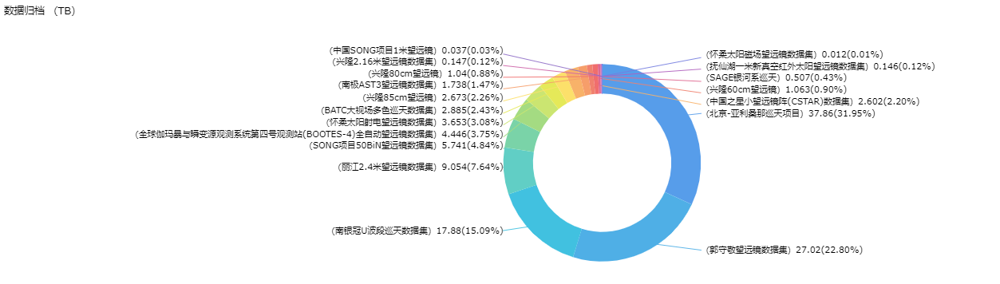 数据归档 （TB）
（中国SONG项目1米望远镜）0.037(0.03%)
（兴隆2.16米望远镜数据集）0.147(0.12%)
（兴隆80cm望远镜）1.04(0.88%)
（南极AST3望远镜数据集）1.738(1.47%)
（兴隆85cm望远镜）2.673(2.26%)
（BATC大视场多色巡天数据集）2.885(2.43%)
（怀柔太阳射电望远镜数据集）3.653(3.08%)
（全球伽玛暴与瞬变源观测系统第四号观测站(BOOTES-4)全自动望远镜数据集）4.446(3.75%)
（SONG项目50BiN望远镜数据集）5.741(4.84%)
（丽江2.4米望远镜数据集）9.054(7.64%)
（南银冠U波段巡天数据集）17.88(15.09%)
（怀柔太阳磁场望远镜数据集）0.012(0.01%)
（抚仙湖一米新真空红外太阳望远镜数据集）0.146(0.12%)
（SAGE银河系巡天）0.507(0.43%)
（兴隆60cm望远镜）1.063(0.90%)
（中国之星小望远镜阵(CSTAR)数据集）2.602(2.20%)
（北京-亚利桑那巡天项目）37.86(31.95%)
（郭守敬望远镜数据集）27.02(22.80%)